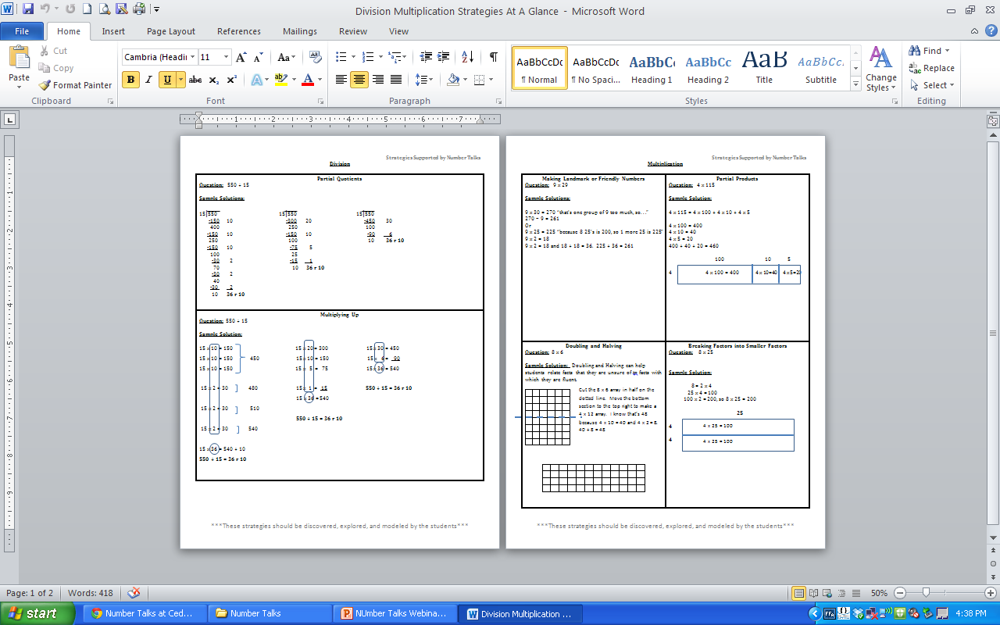 Division Multiplication Strategies At A Glance - Microsoft Word
File Home Insert Page Layout References Mailings Review View
Cut
Copy
Format Painter
Paste
Clipboard
Cambria (Headi 11
Font
Paragraph
AaBbCcDc AaBbCcDc AaBbC AaBbCc AaB AaBbCc.
¶ Normal ¶ No Spaci... Heading 1 Heading 2 Title Subtitle
Change Styles
Styles
Find
Replace
Select
Editing
1 2 3 4 5 6 7
Strategies Supported by Number Talks
Division
Partial Quotients
Question: 550 ÷ 15
Sample Solutions:
15 550 15 550 15 550
-150 10 -300 20 -450 30
400 250 100
-150 10 -150 10 -90 6
250 100 10 36 r 10
-150 10 -75 5
100 25
-30 2 -15 1
70 10 36 r 10
-30 2
40
-30 2
10 36 r 10
Multiplying Up
Question: 550 ÷ 15
Sample Solution:
15 x 10 = 150 15 x 20 = 300 15 x 30 = 450
15 x 10 = 150 450 15 x 10 = 150 15 x 6 = 90
15 x 10 = 150 15 x 5 = 75 15 x 36 = 540
15 x 2 = 30 480 15 x 1 = 15 550 ÷ 15 = 36 r 10
15 x 36 = 540
15 x 2 = 30 510
550 ÷ 15 = 36 r 10
15 x 2 = 30 540
15 x 36 = 540 + 10
550 ÷ 15 = 36 r 10
***These strategies should be discovered, explored, and modeled by the students***
Strategies Supported by Number Talks
Multiplication
Making Landmark or Friendly Numbers
Question: 9 x 29
Sample Solutions:
9 x 30 = 270 "that's one group of 9 too much, so..."
270 – 9 = 261
Or
9 x 25 = 225 "because 8 25's is 200, so 1 more 25 is 225"
9 x 2 = 18
9 x 2 = 18 and 18 + 18 = 36. 225 + 36 = 261
Partial Products
Question: 4 x 115
Sample Solution:
4 x 115 = 4 x 100 + 4 x 10 + 4 x 5
4 x 100 = 400
4 x 10 = 40
4 x 5 = 20
400 + 40 + 20 = 460
100 10 5
4 4 x 100 = 400 4 x 10=40 4 x 5=20
Doubling and Halving
Question: 8 x 6
Sample Solution: Doubling and Halving can help
students relate facts that they are unsure of to facts with
which they are fluent.
Cut the 8 x 6 array in half on the
dotted line. Move the bottom
section to the top right to make a
4 x 12 array. I know that's 48
because 4 x 10 = 40 and 4 x 2 = 8.
40 + 8 = 48
Breaking Factors into Smaller Factors
Question: 8 x 25
Sample Solution:
8 = 2 x 4
25 x 4 = 100
100 x 2 = 200, so 8 x 25 = 200
25
4 4 x 25 = 100
4 4 x 25 = 100
***These strategies should be discovered, explored, and modeled by the students***
Page: 1 of 2 Words: 418 50%
start Number Talks at Ced... Number Talks NUmber Talks Webina... Division Multiplication ... 4:38 PM